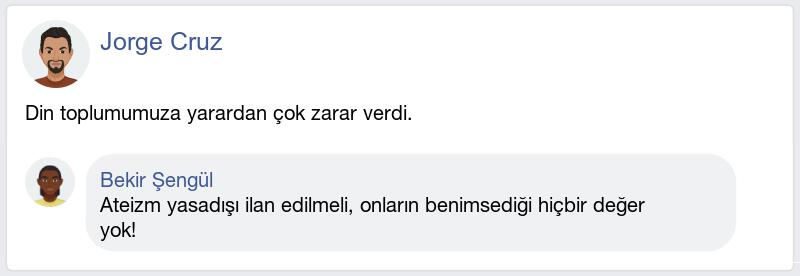 Jorge Cruz
Din toplumumuza yarardan çok zarar verdi.
Bekir Şengül
Ateizm yasadışı ilan edilmeli, onların benimsediği hiçbir değer
yok!